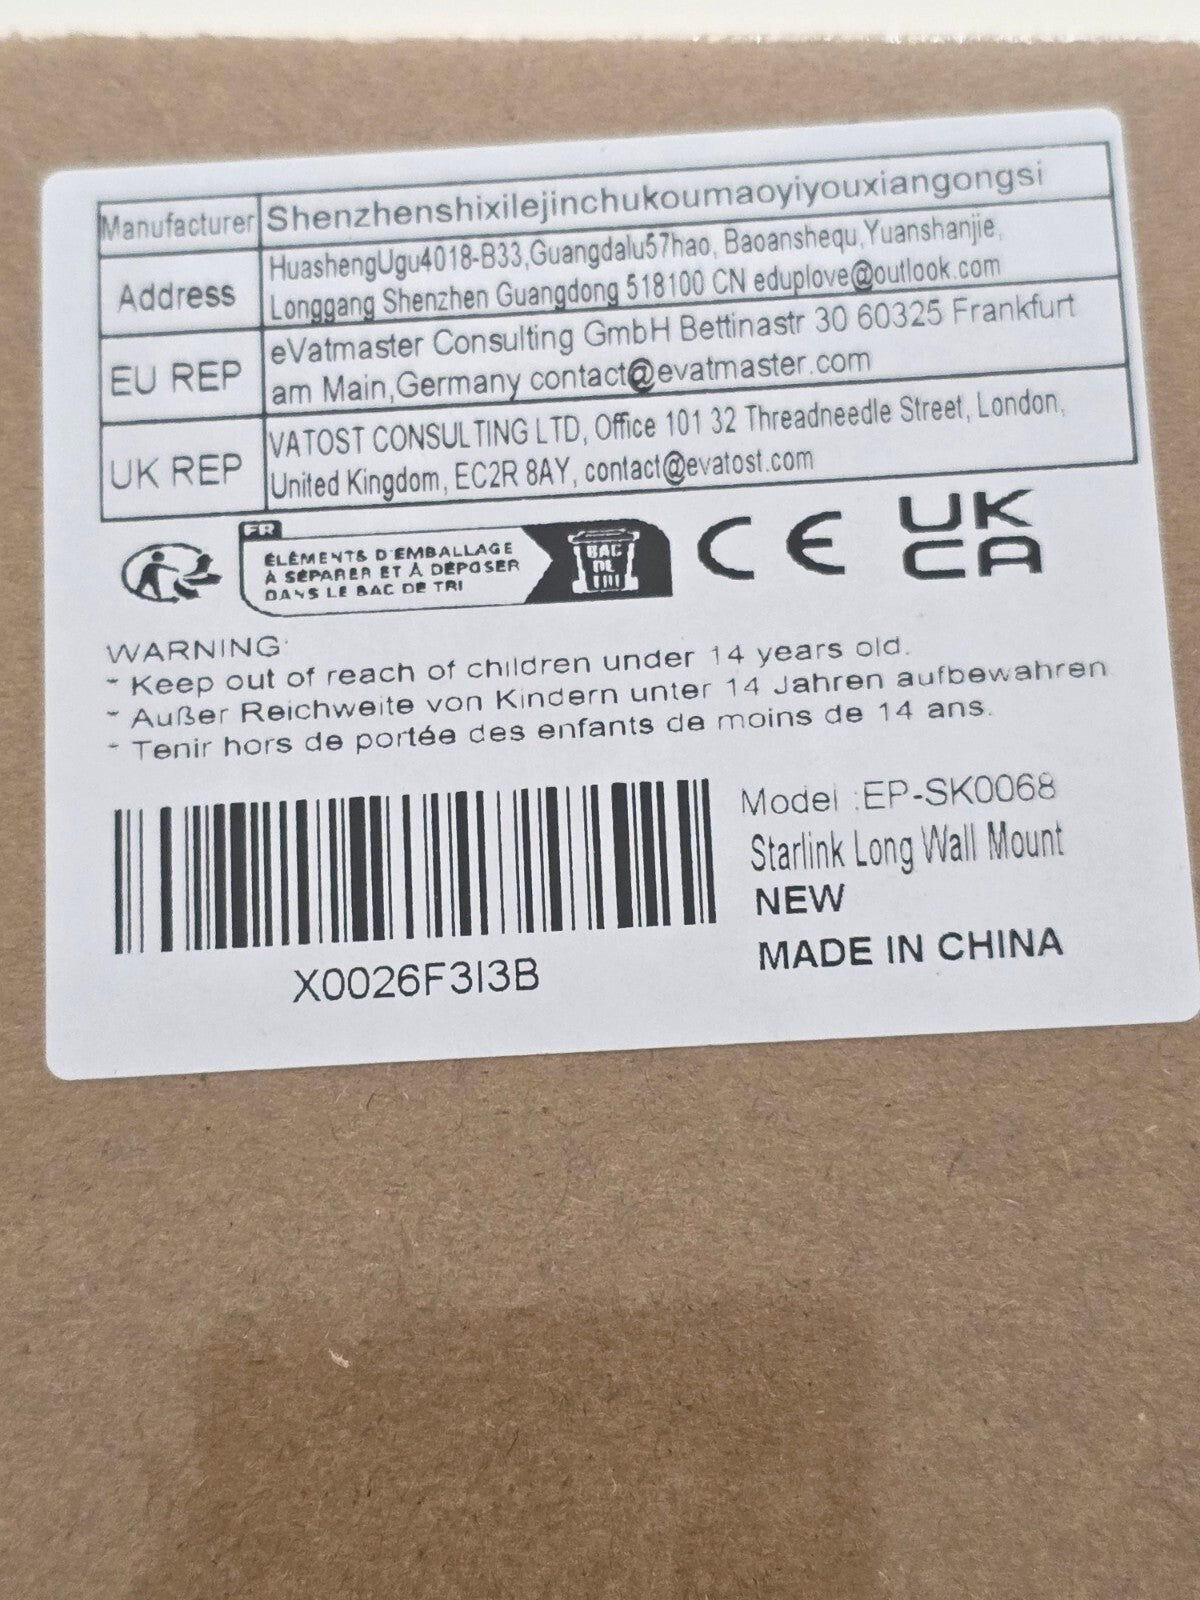 Manufacturer Shenzhenshixilejinchukoumaoyiyouxiangongsi
Address HuashengUgu4018-B33,Guangdalu57hao, Baoanshequ,Yuanshanjie,
Longgang Shenzhen Guangdong 518100 CN eduplove@outlook.com
EU REP eVatmaster Consulting GmbH Bettinastr 30 60325 Frankfurt
am Main,Germany contact@evatmaster.com
UK REP VATOST CONSULTING LTD, Office 101 32 Threadneedle Street, London,
United Kingdom, EC2R 8AY, contact@evatost.com
FR
ÉLÉMENTS D'EMBALLAGE
À SÉPARER ET À DÉPOSER
DANS LE BAC DE TRI
BAC
DE
TRI
CE
UK
CA
WARNING:
- Keep out of reach of children under 14 years old.
- Außer Reichweite von Kindern unter 14 Jahren aufbewahren
- Tenir hors de portée des enfants de moins de 14 ans.
X0026F3I3B
Model :EP-SK0068
Starlink Long Wall Mount
NEW
MADE IN CHINA